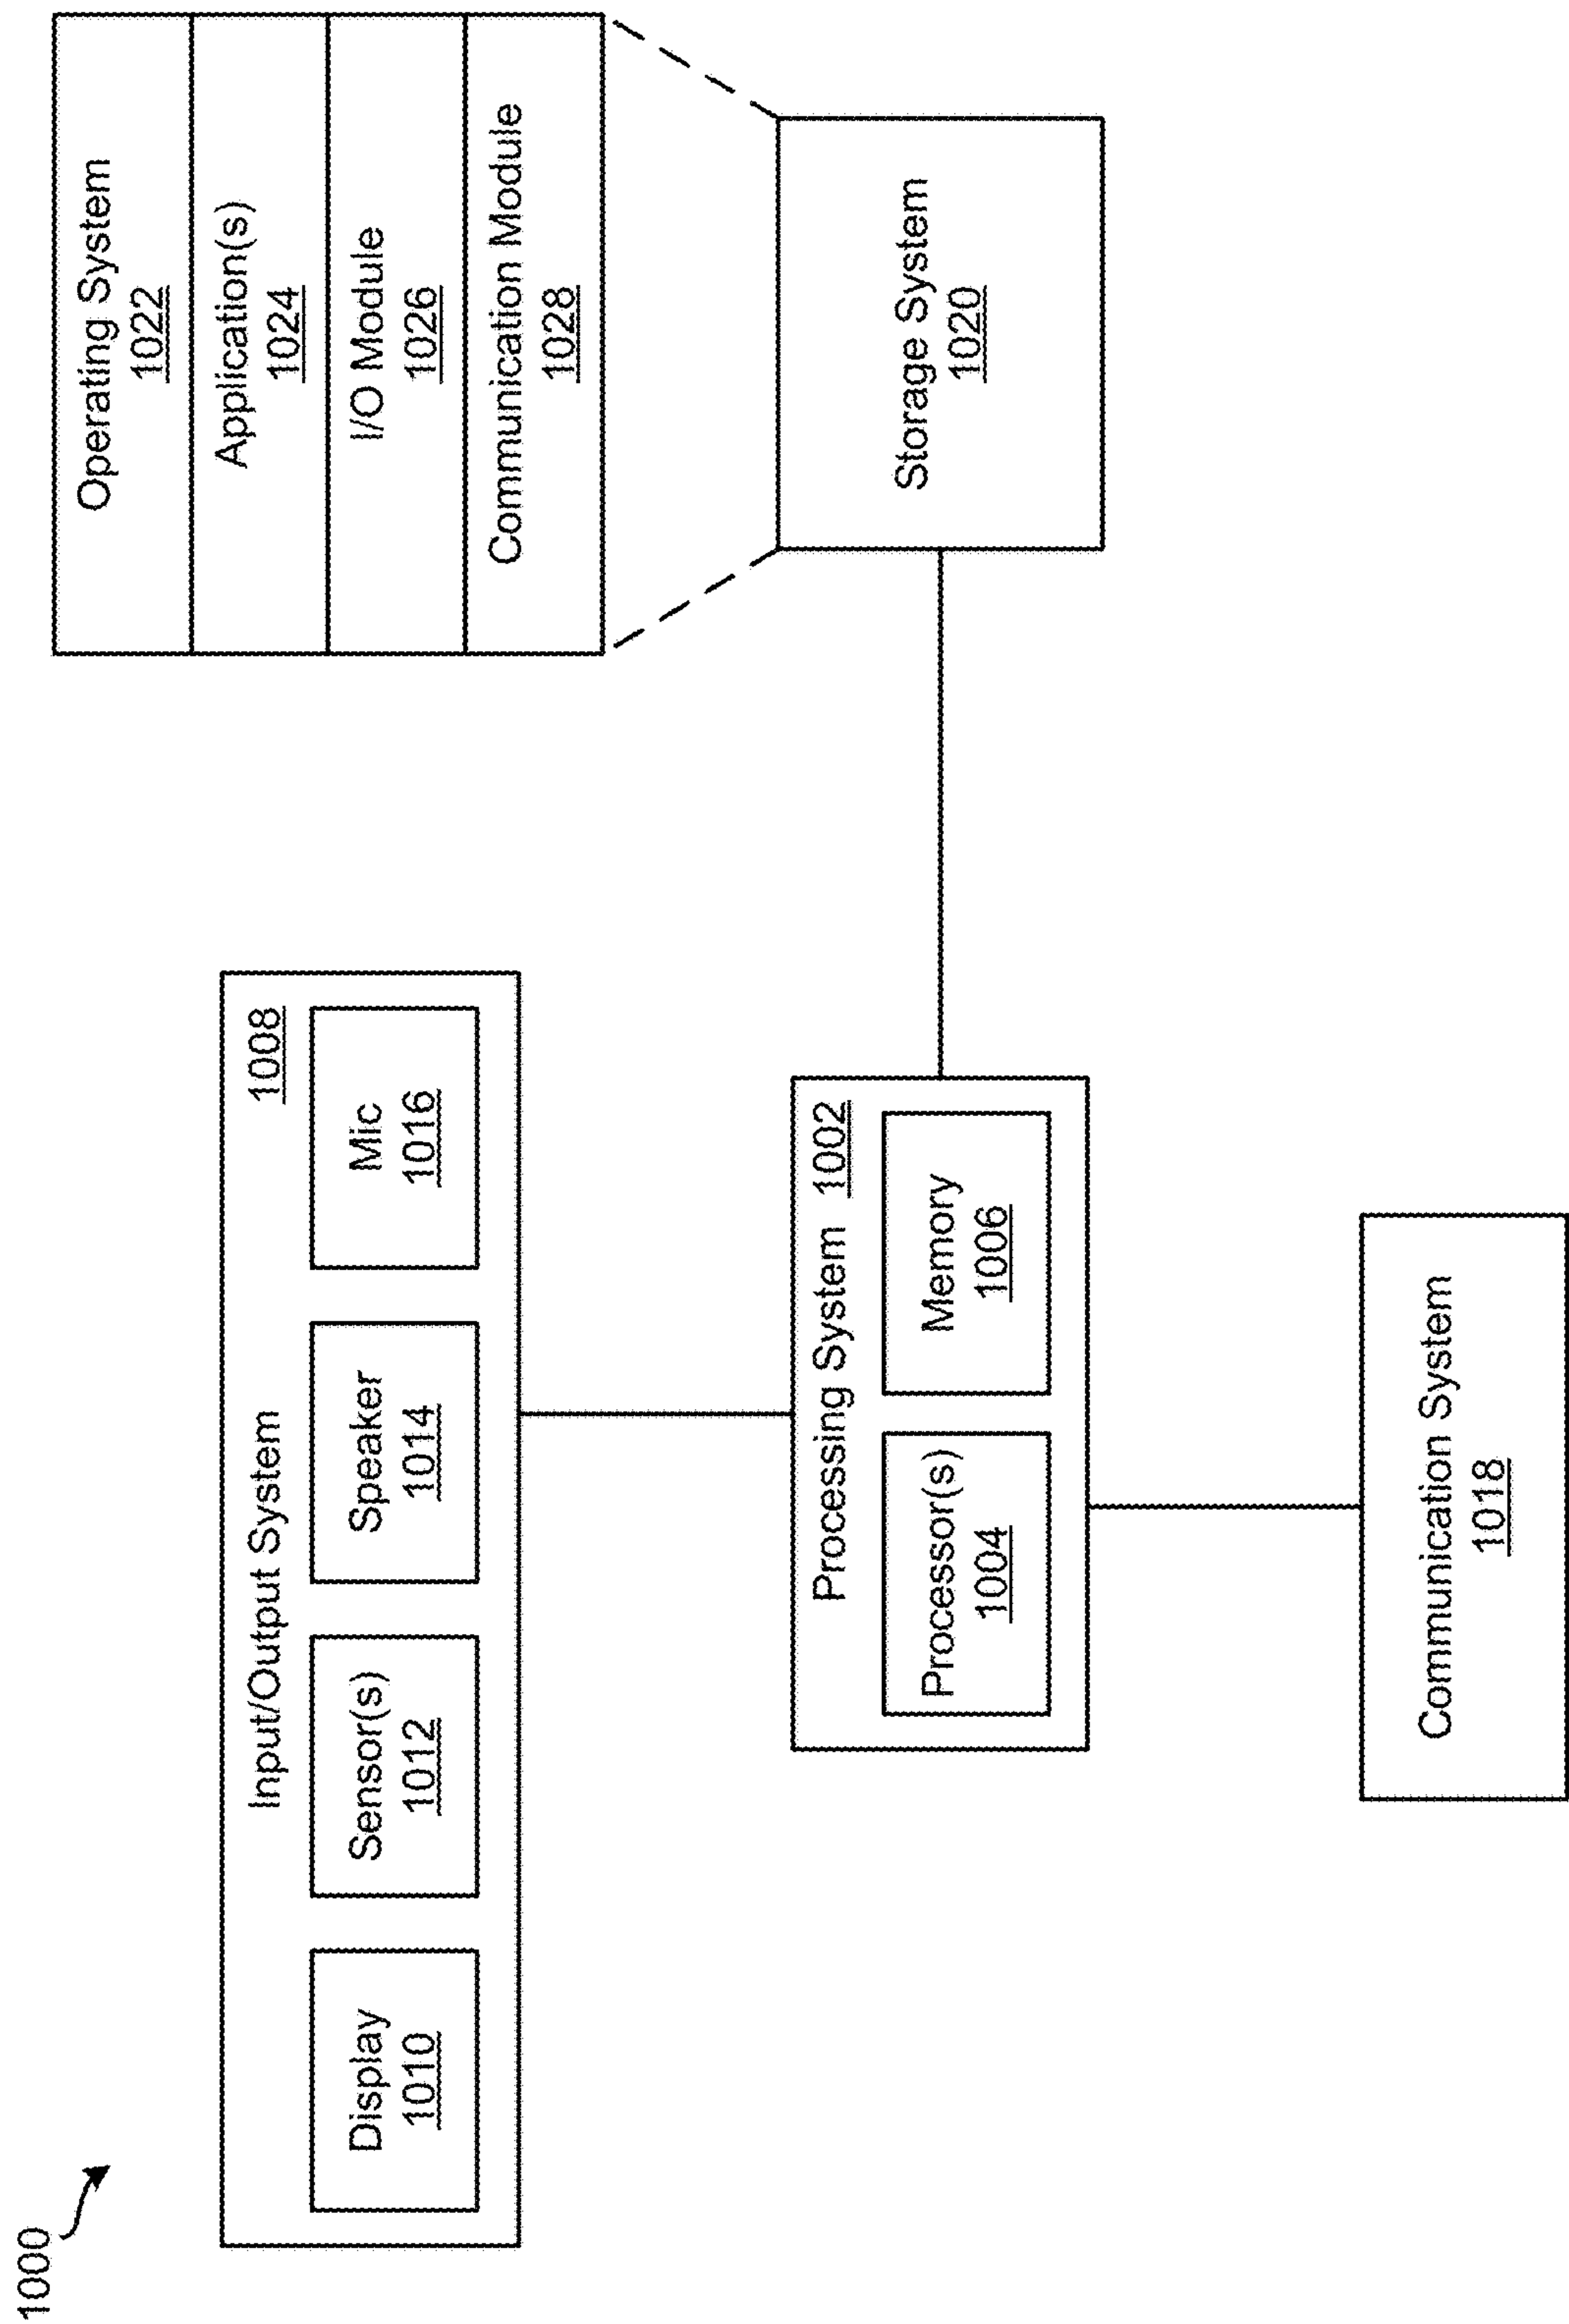 1000
Input/Output System
1008
Display
1010
Sensor(s)
1012
Speaker
1014
Mic
1016
Processing System 1002
Processor(s)
1004
Memory
1006
Communication System
1018
Operating System
1022
Application(s)
1024
I/O Module
1026
Communication Module
1028
Storage System
1020